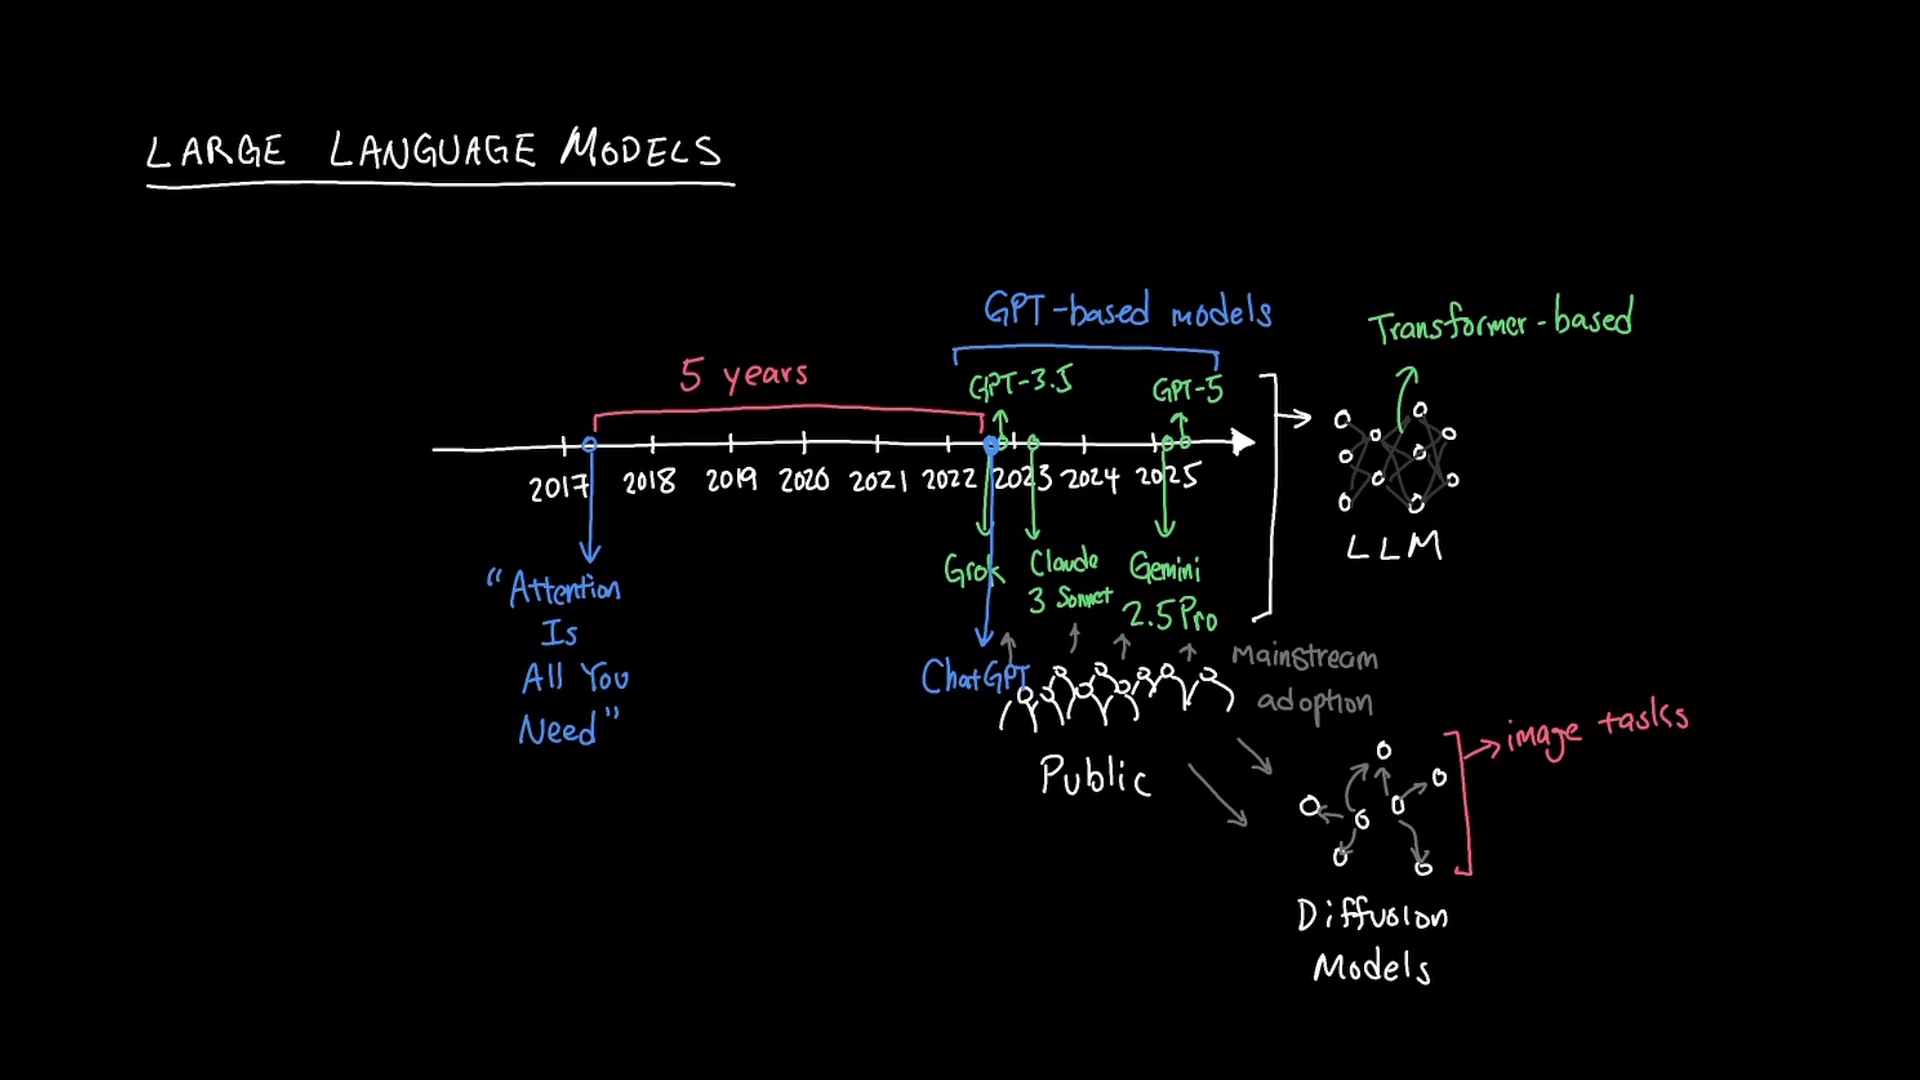 LARGE LANGUAGE MODELS
GPT-based models
Transformer-based
5 years
GPT-3.5
GPT-5
2017
2018
2019
2020
2021
2022
2023
2024
2025
LLM
"Attention
Is
All You
Need"
Grok
Claude
3 Sonnet
Gemini
2.5 Pro
ChatGPT
Mainstream
adoption
Public
image tasks
Diffusion
Models